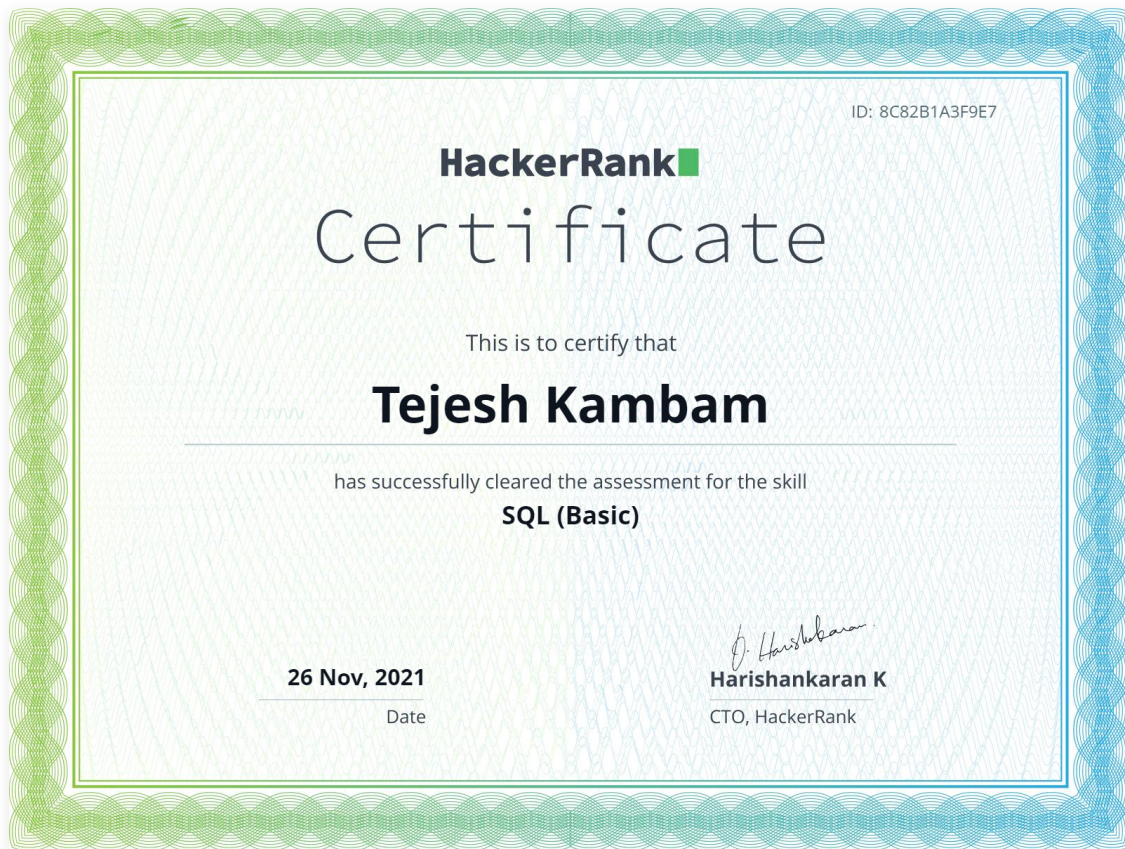 ID: 8C82B1A3F9E7
HackerRank
Certificate
This is to certify that
Tejesh Kambam
has successfully cleared the assessment for the skill
SQL (Basic)
26 Nov, 2021
Date
Harishankaran K
CTO, HackerRank